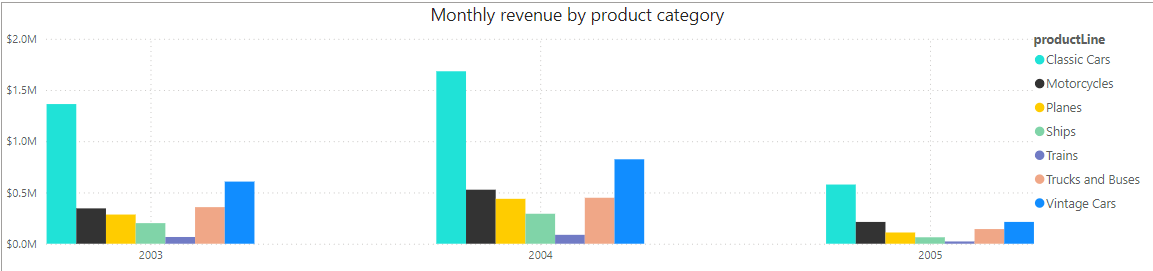 Monthly revenue by product category
$2.0M
$1.5M
$1.0M
$0.5M
$0.0M
2003
2004
2005
productLine
Classic Cars
Motorcycles
Planes
Ships
Trains
Trucks and Buses
Vintage Cars